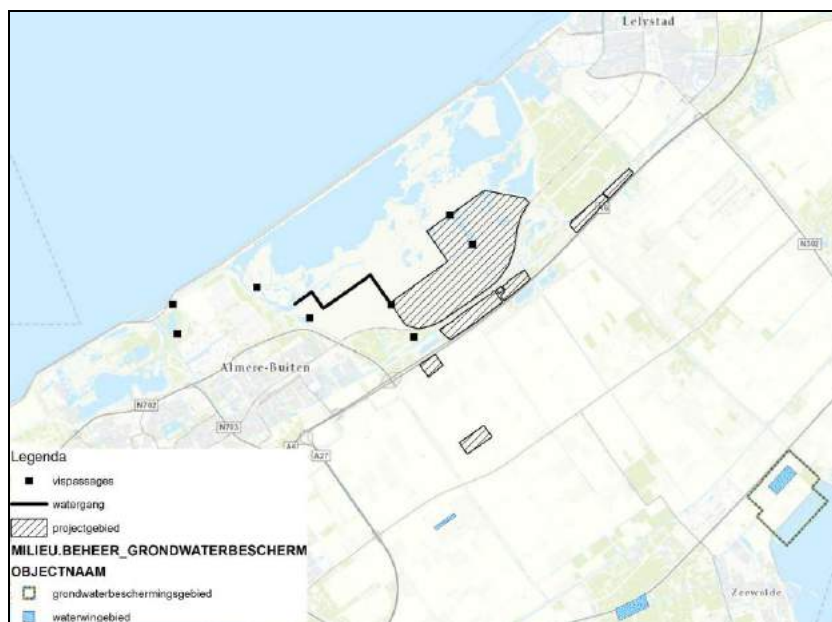 Lelystad
A6
N302
Almere-Buiten
N702
N703
A6
A27
Legenda
vispassages
watergang
projectgebied
MILIEU.BEHEER_GRONDWATERBESCHERM
OBJECTNAAM
grondwaterbeschermingsgebied
waterwingebied
Zeewolde